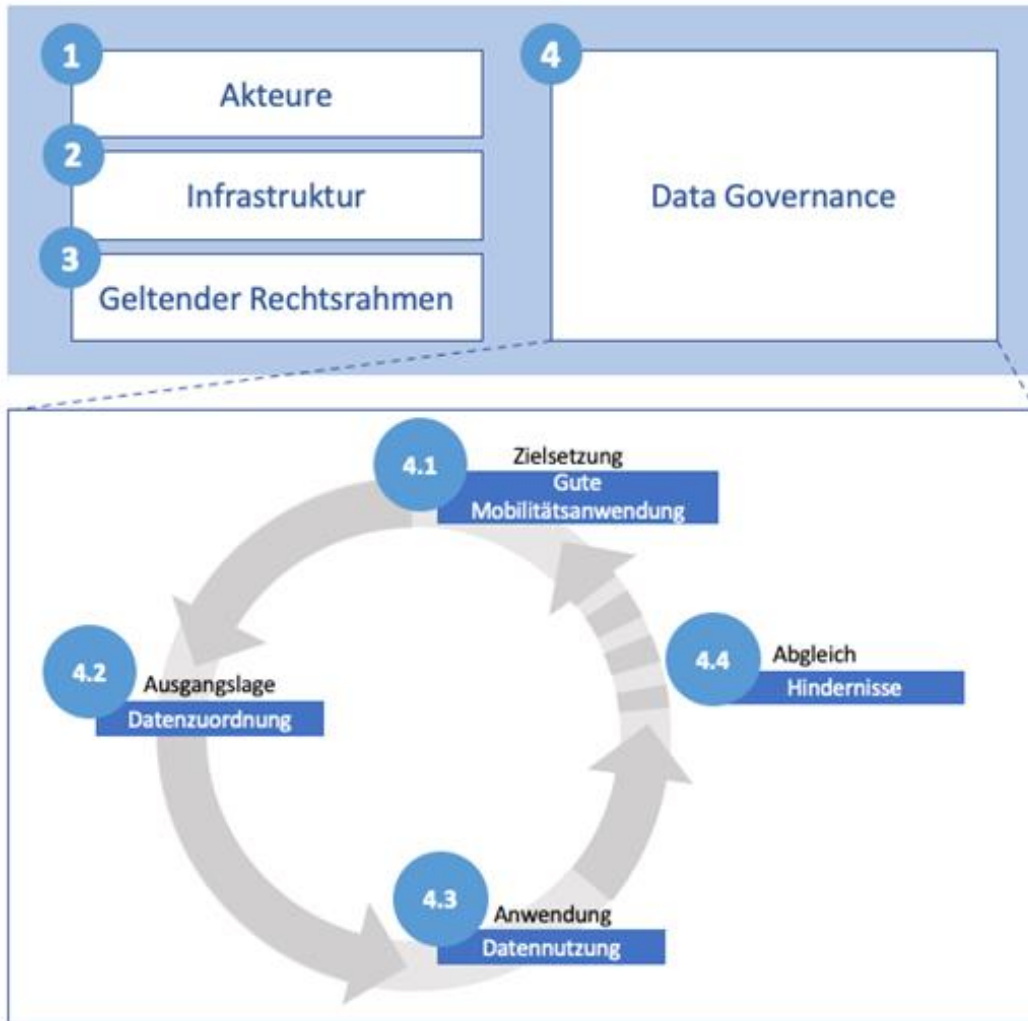 1
Akteure
2
Infrastruktur
3
Geltender Rechtsrahmen
4
Data Governance
4.1
Zielsetzung
Gute
Mobilitätsanwendung
4.2
Ausgangslage
Datenzuordnung
4.3
Anwendung
Datennutzung
4.4
Abgleich
Hindernisse